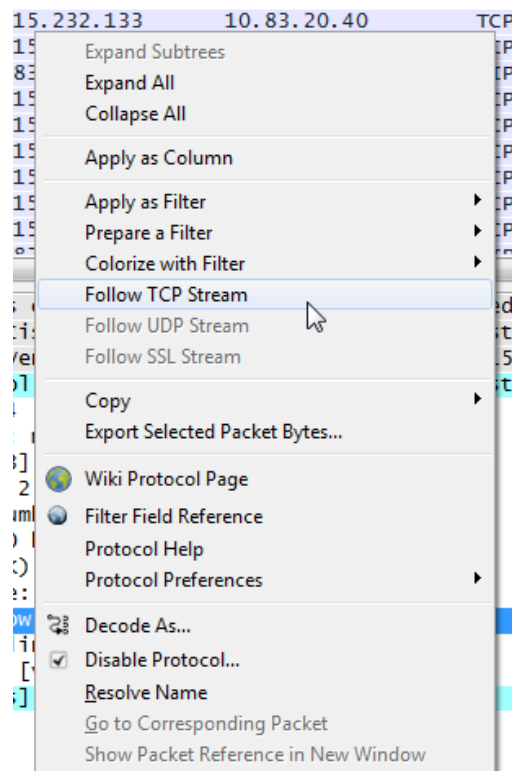 15.232.133 10.83.20.40 TCP
Expand Subtrees
Expand All
Collapse All
Apply as Column
Apply as Filter
Prepare a Filter
Colorize with Filter
Follow TCP Stream
Follow UDP Stream
Follow SSL Stream
Copy
Export Selected Packet Bytes...
Wiki Protocol Page
Filter Field Reference
Protocol Help
Protocol Preferences
Decode As...
Disable Protocol...
Resolve Name
Go to Corresponding Packet
Show Packet Reference in New Window